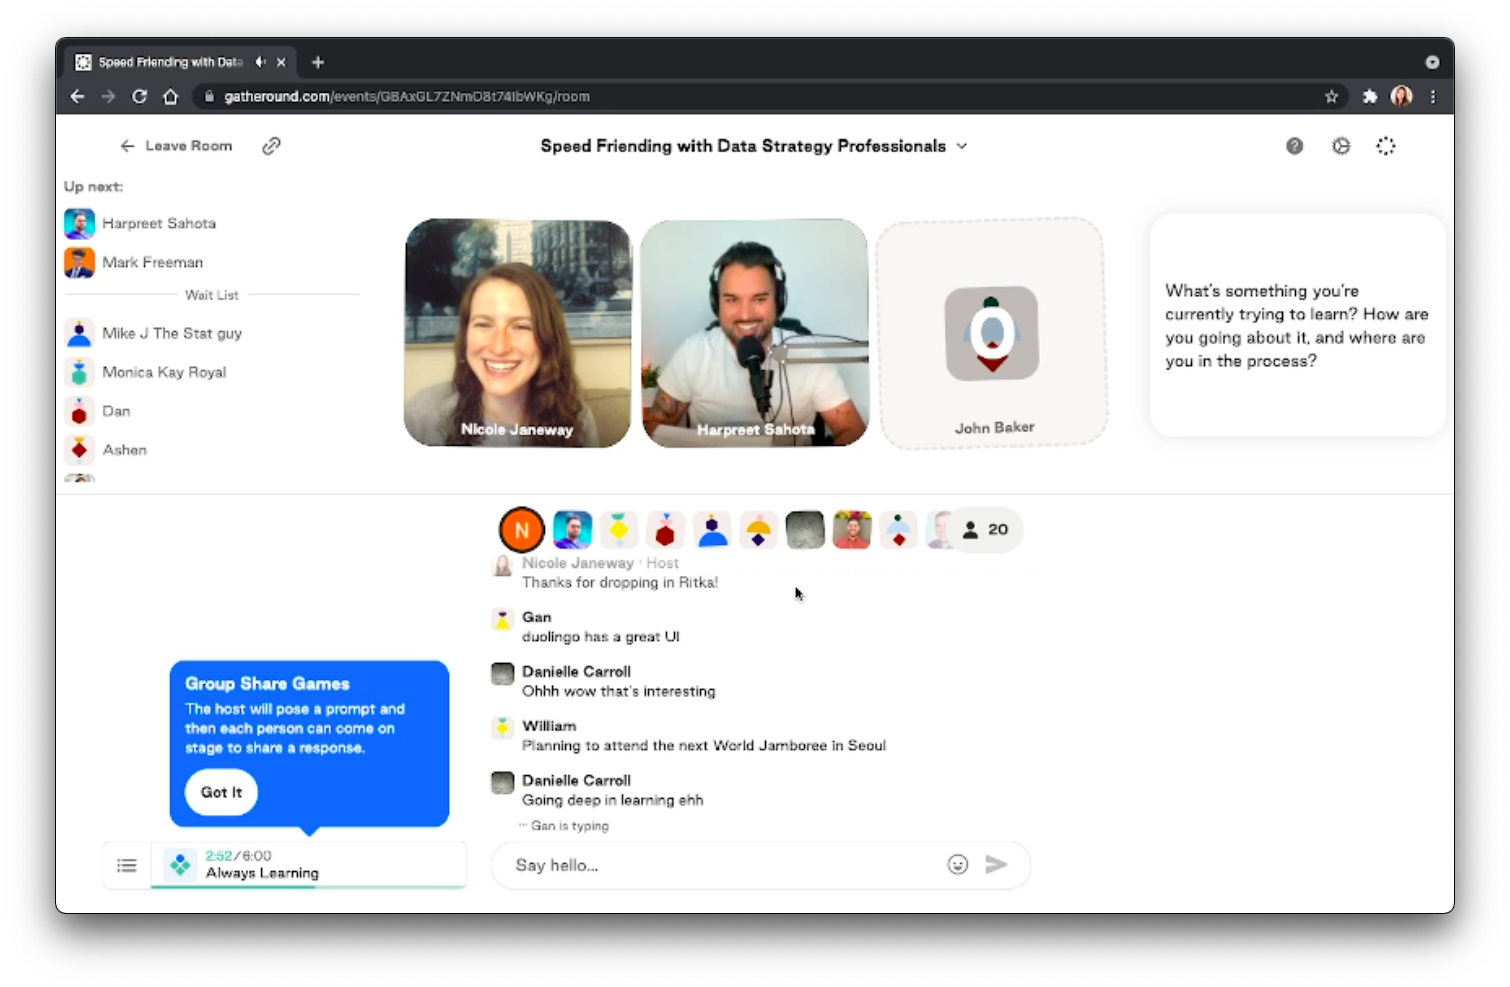 Speed Friending with Data
gatheround.com/events/GBAxGL7ZNmO8t74IbWKg/room
Leave Room
Speed Friending with Data Strategy Professionals
Up next:
Harpreet Sahota
Mark Freeman
Wait List
Mike J The Stat guy
Monica Kay Royal
Dan
Ashen
Nicole Janeway
Harpreet Sahota
John Baker
What's something you're
currently trying to learn? How are
you going about it, and where are
you in the process?
N
20
Nicole Janeway · Host
Thanks for dropping in Ritka!
Gan
duolingo has a great UI
Danielle Carroll
Ohhh wow that's interesting
William
Planning to attend the next World Jamboree in Seoul
Danielle Carroll
Going deep in learning ehh
··· Gan is typing
Group Share Games
The host will pose a prompt and
then each person can come on
stage to share a response.
Got It
2:52/6:00
Always Learning
Say hello...